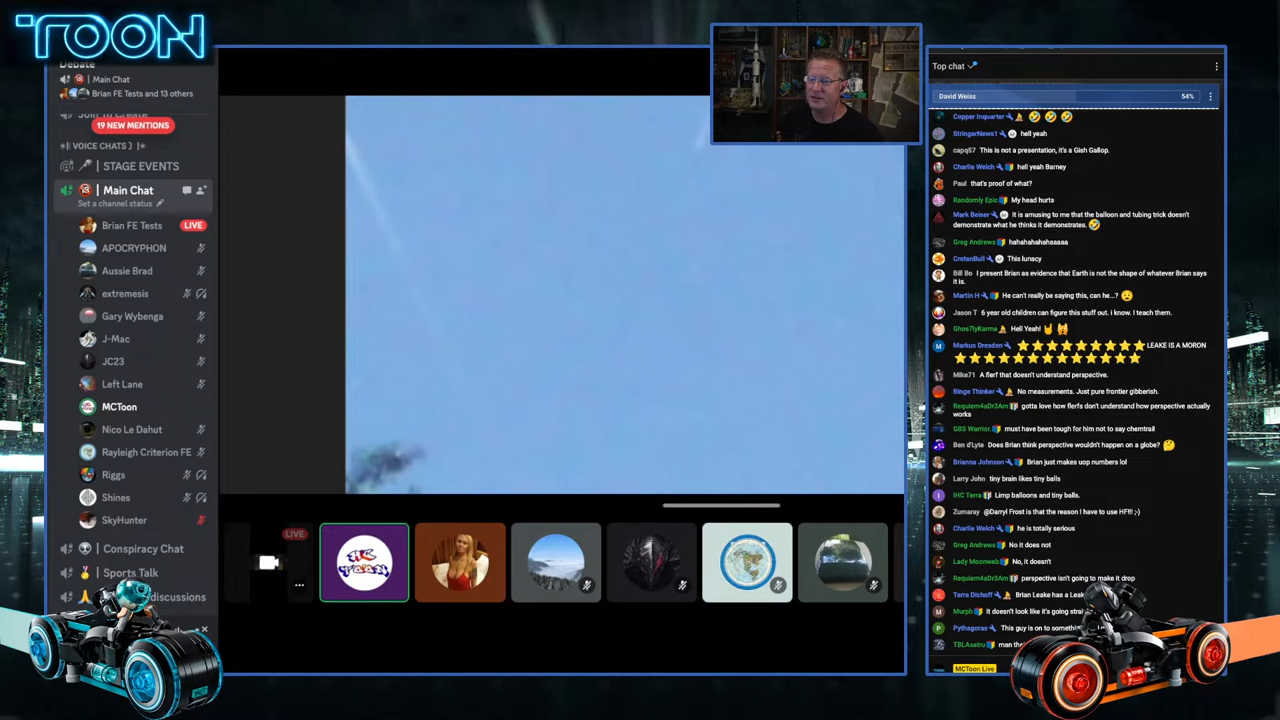 TOON
Debate
Main Chat
Brian FE Tests and 13 others
Join to Create
19 NEW MENTIONS
VOICE CHATS
STAGE EVENTS
Main Chat
Set a channel status
Brian FE Tests LIVE
APOCRYPHON
Aussie Brad
extremesis
Gary Wybenga
J-Mac
JC23
Left Lane
MCToon
Nico Le Dahut
Rayleigh Criterion FE
Riggs
Shines
SkyHunter
Conspiracy Chat
Sports Talk
discussions
LIVE
Top chat
David Weiss 54%
Copper Inquarter
StringerNews1 hell yeah
capq57 This is not a presentation, it's a Gish Gallop.
Charlie Welch hell yeah Barney
Paul that's proof of what?
Randomly Epic My head hurts
Mark Beiser It is amusing to me that the balloon and tubing trick doesn't
demonstrate what he thinks it demonstrates.
Greg Andrews hahahahahaaaaa
CretanBull This lunacy
Bill Bo I present Brian as evidence that Earth is not the shape of whatever Brian says
it is.
Martin H He can't really be saying this, can he...?
Jason T 6 year old children can figure this stuff out. i know. I teach them.
Ghos7lyKarma Hell Yeah!
Markus Dresden LEAKE IS A MORON
Mike71 A flerf that doesn't understand perspective.
Binge Thinker No measurements. Just pure frontier gibberish.
Requiem4aDr3Am gotta love how flerfs don't understand how perspective actually
works
GBS Warrior. must have been tough for him not to say chemtrail
Ben d'Lyte Does Brian think perspective wouldn't happen on a globe?
Brianna Johnson Brian just makes uop numbers lol
Larry John tiny brain likes tiny balls
IHC Terra Limp balloons and tiny balls.
Zumaray @Darryl Frost is that the reason I have to use HF!!! ;-)
Charlie Welch he is totally serious
Greg Andrews No it does not
Lady Moonweb No, it doesn't
Requiem4aDr3Am perspective isn't going to make it drop
Terra Dichoff Brian Leake has a Leak
Murph It doesn't look like it's going strai
Pythagoras This guy is on to someth
TBLAsatru man th
MCToon Live